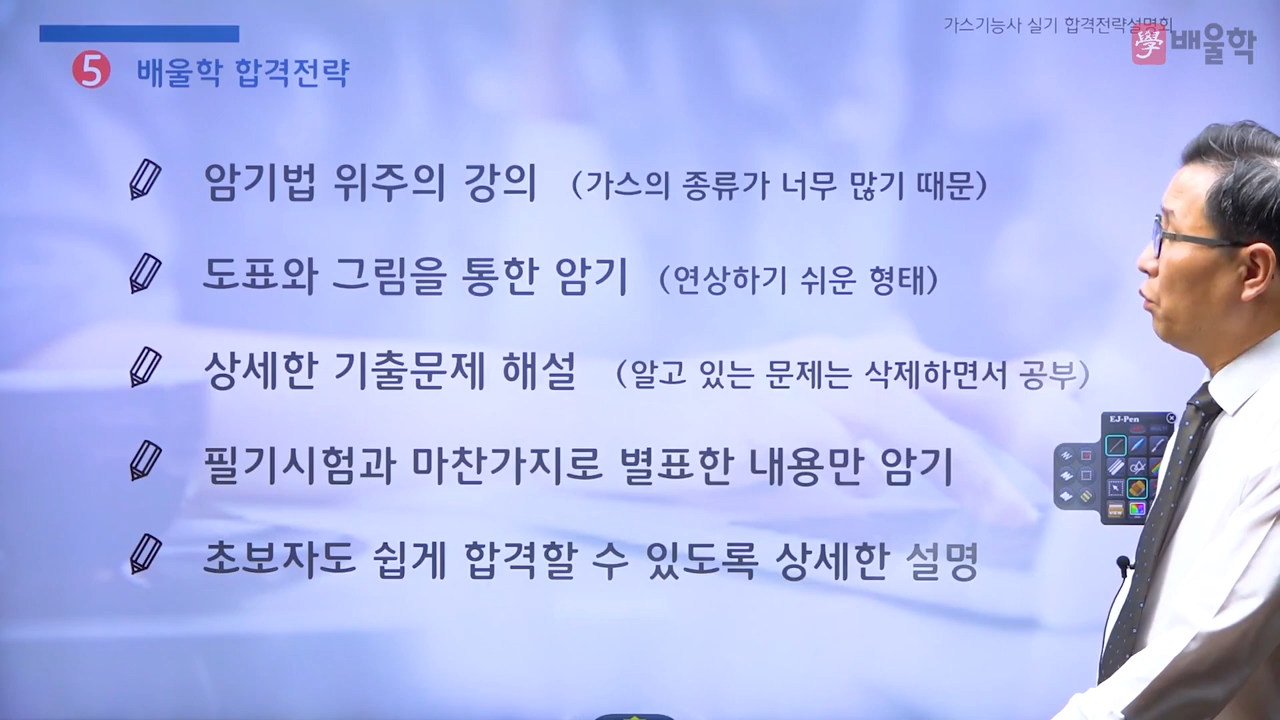 가스기능사 실기 합격전략설명회
學 배울학
5 배울학 합격전략
암기법 위주의 강의 (가스의 종류가 너무 많기 때문)
도표와 그림을 통한 암기 (연상하기 쉬운 형태)
상세한 기출문제 해설 (알고 있는 문제는 삭제하면서 공부)
EJ-Pen
필기시험과 마찬가지로 별표한 내용만 암기
초보자도 쉽게 합격할 수 있도록 상세한 설명